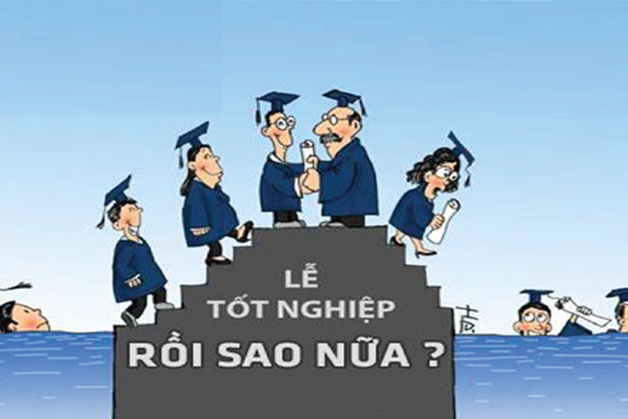 LỄ
TỐT NGHIỆP
RỒI SAO NỮA ?